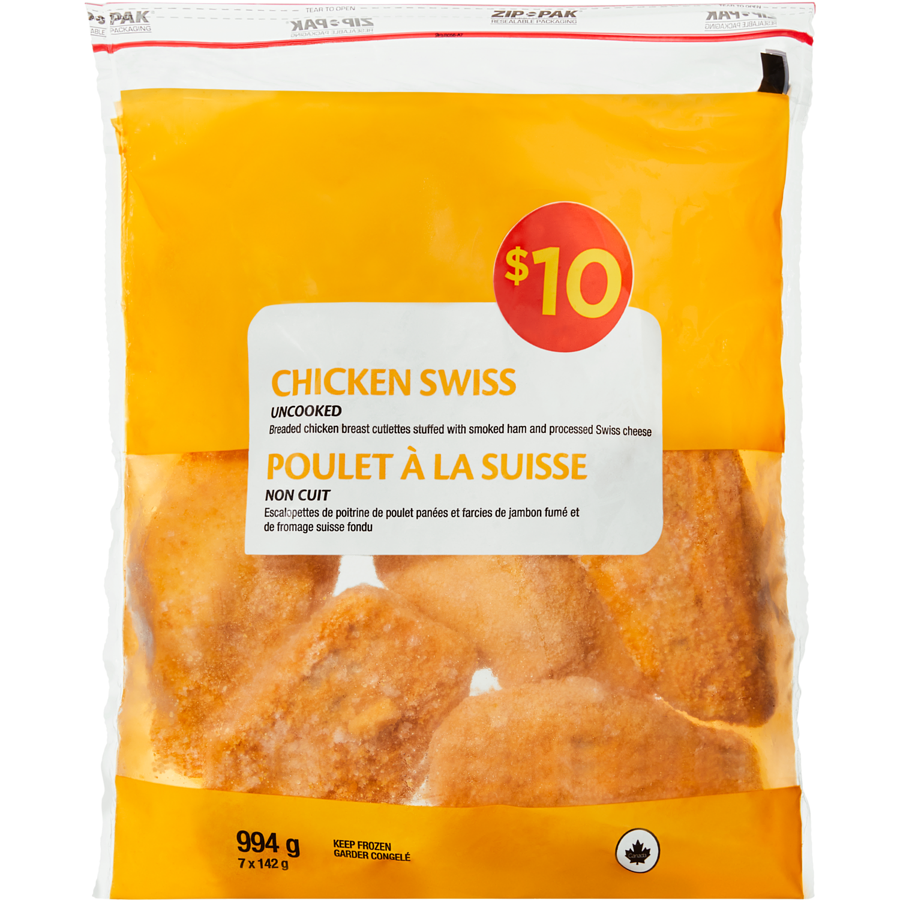 TEAR TO OPEN
ZIP PAK
RESEALABLE PACKAGING
$10
CHICKEN SWISS
UNCOOKED
Breaded chicken breast cutlettes stuffed with smoked ham and processed Swiss cheese
POULET À LA SUISSE
NON CUIT
Escalopettes de poitrine de poulet panées et farcies de jambon fumé et
de fromage suisse fondu
994 g
7 x 142 g
KEEP FROZEN
GARDER CONGELÉ
Canada